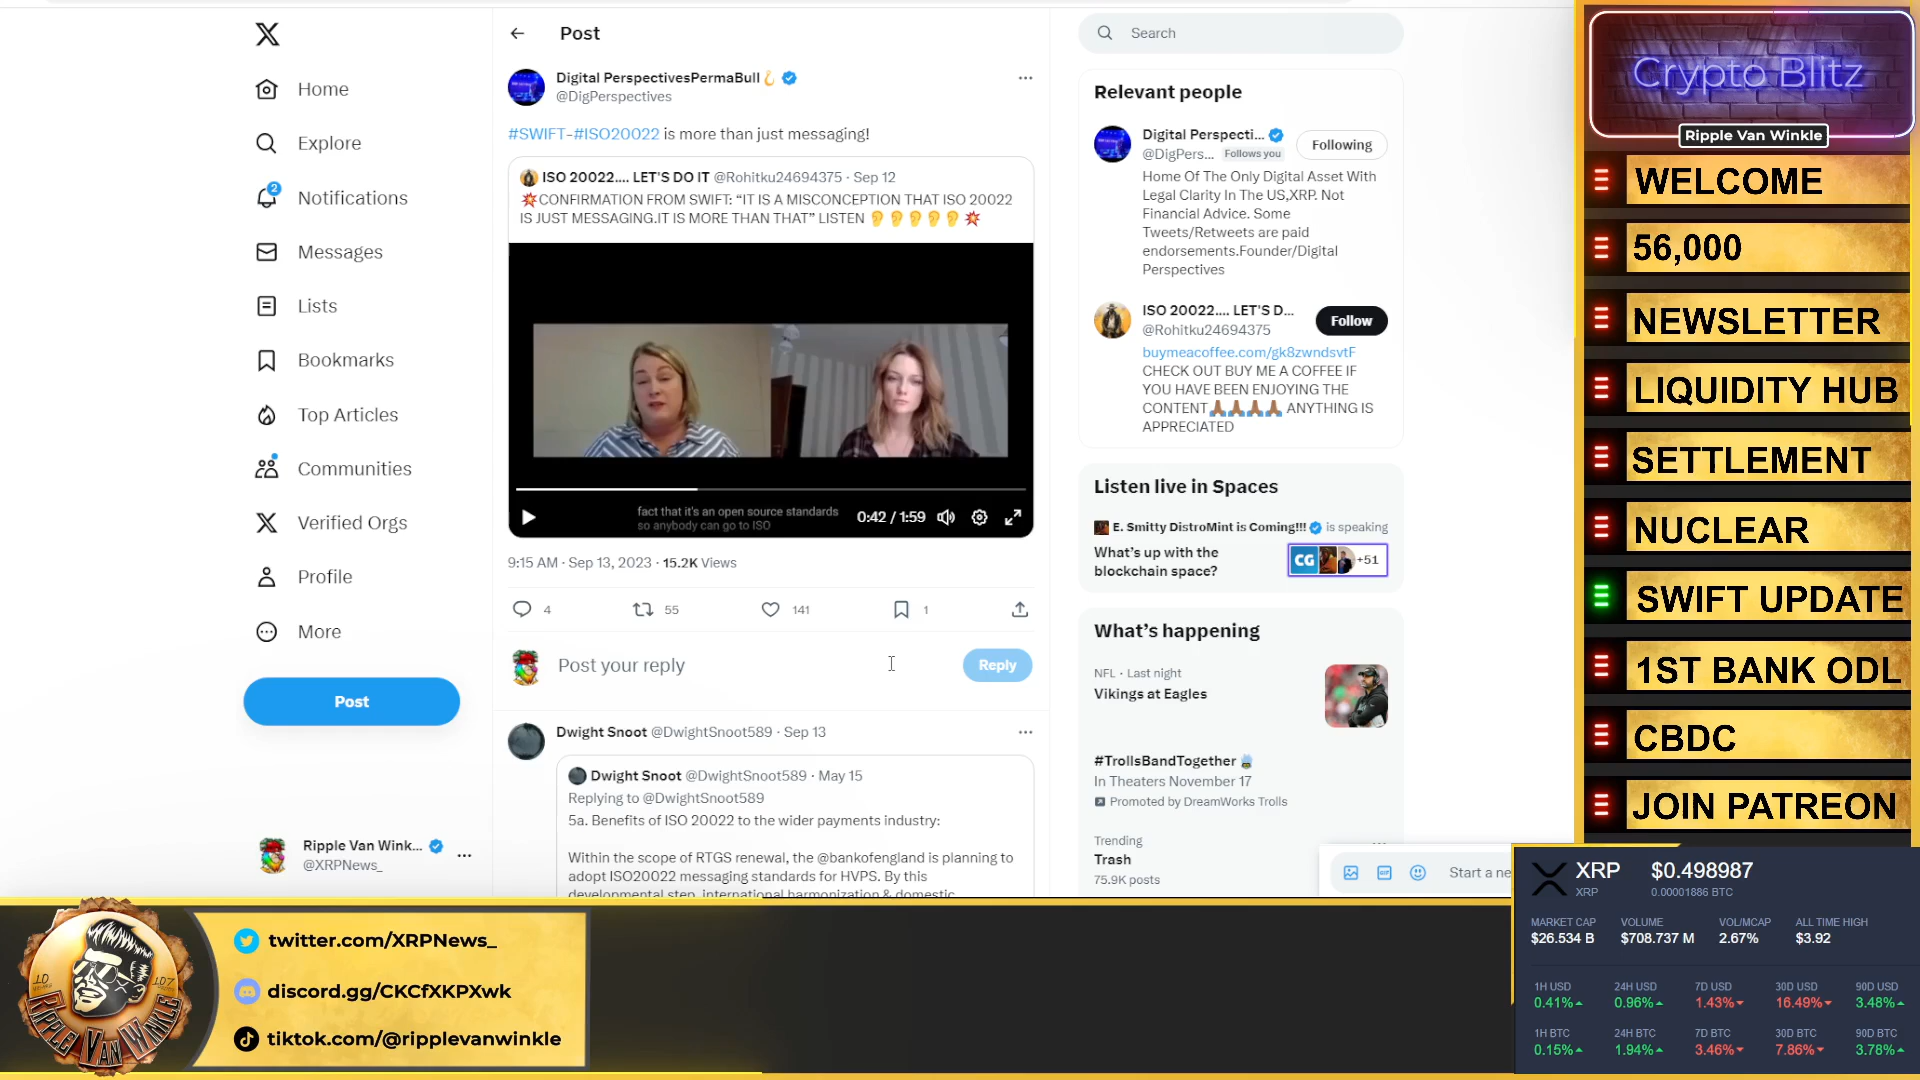 Home
Explore
2
Notifications
Messages
Lists
Bookmarks
Top Articles
Communities
Verified Orgs
Profile
More
Post
Ripple Van Wink...
@XRPNews_
Post
Digital PerspectivesPermaBull
@DigPerspectives
#SWIFT-#ISO20022 is more than just messaging!
ISO 20022.... LET'S DO IT @Rohitku24694375 · Sep 12
💥CONFIRMATION FROM SWIFT: “IT IS A MISCONCEPTION THAT ISO 20022
IS JUST MESSAGING.IT IS MORE THAN THAT” LISTEN 👂👂👂👂👂💥
fact that it's an open source standards
so anybody can go to ISO
0:42 / 1:59
9:15 AM · Sep 13, 2023 · 15.2K Views
4
55
141
1
Post your reply
Reply
Dwight Snoot @DwightSnoot589 · Sep 13
Dwight Snoot @DwightSnoot589 · May 15
Replying to @DwightSnoot589
5a. Benefits of ISO 20022 to the wider payments industry:
Within the scope of RTGS renewal, the @bankofengland is planning to
adopt ISO20022 messaging standards for HVPS. By this
developmental step, international harmonization & domestic
Search
Relevant people
Digital Perspecti...
@DigPers... Follows you
Following
Home Of The Only Digital Asset With
Legal Clarity In The US,XRP. Not
Financial Advice. Some
Tweets/Retweets are paid
endorsements.Founder/Digital
Perspectives
ISO 20022.... LET'S D...
@Rohitku24694375
Follow
buymeacoffee.com/gk8zwndsvtF
CHECK OUT BUY ME A COFFEE IF
YOU HAVE BEEN ENJOYING THE
CONTENT🙏🏾🙏🏾🙏🏾🙏🏾 ANYTHING IS
APPRECIATED
Listen live in Spaces
E. Smitty DistroMint is Coming!!! is speaking
What's up with the
blockchain space?
CG
+51
What's happening
NFL · Last night
Vikings at Eagles
#TrollsBandTogether
In Theaters November 17
Promoted by DreamWorks Trolls
Trending
Trash
75.9K posts
Start a ne
Crypto Blitz
Ripple Van Winkle
WELCOME
56,000
NEWSLETTER
LIQUIDITY HUB
SETTLEMENT
NUCLEAR
SWIFT UPDATE
1ST BANK ODL
CBDC
JOIN PATREON
XRP
XRP
$0.498987
0.00001886 BTC
MARKET CAP
VOLUME
VOL/MCAP
ALL TIME HIGH
$26.534 B
$708.737 M
2.67%
$3.92
1H USD
24H USD
7D USD
30D USD
90D USD
0.41%
0.96%
1.43%
16.49%
3.48%
1H BTC
24H BTC
7D BTC
30D BTC
90D BTC
0.15%
1.94%
3.46%
7.86%
3.78%
RIPPLE VAN WINKLE
twitter.com/XRPNews_
discord.gg/CKCfXKPXwk
tiktok.com/@ripplevanwinkle